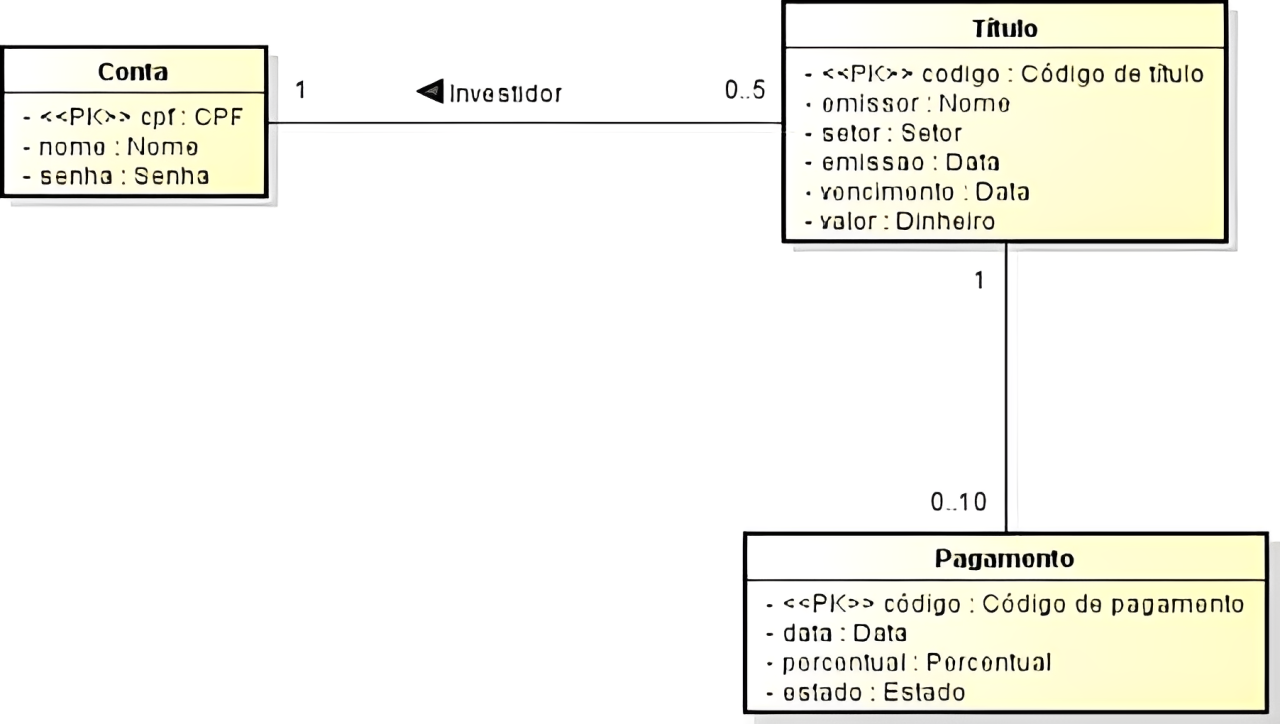 Conta
- <<PK>> cpf : CPF
- nome : Nome
- senha : Senha
1
Investidor
0..5
Título
- <<PK>> codigo : Código de título
- emissor : Nome
- setor : Setor
- emissao : Data
- vencimento : Data
- valor : Dinheiro
1
0..10
Pagamento
- <<PK>> código : Código de pagamento
- data : Data
- percentual : Percentual
- estado : Estado